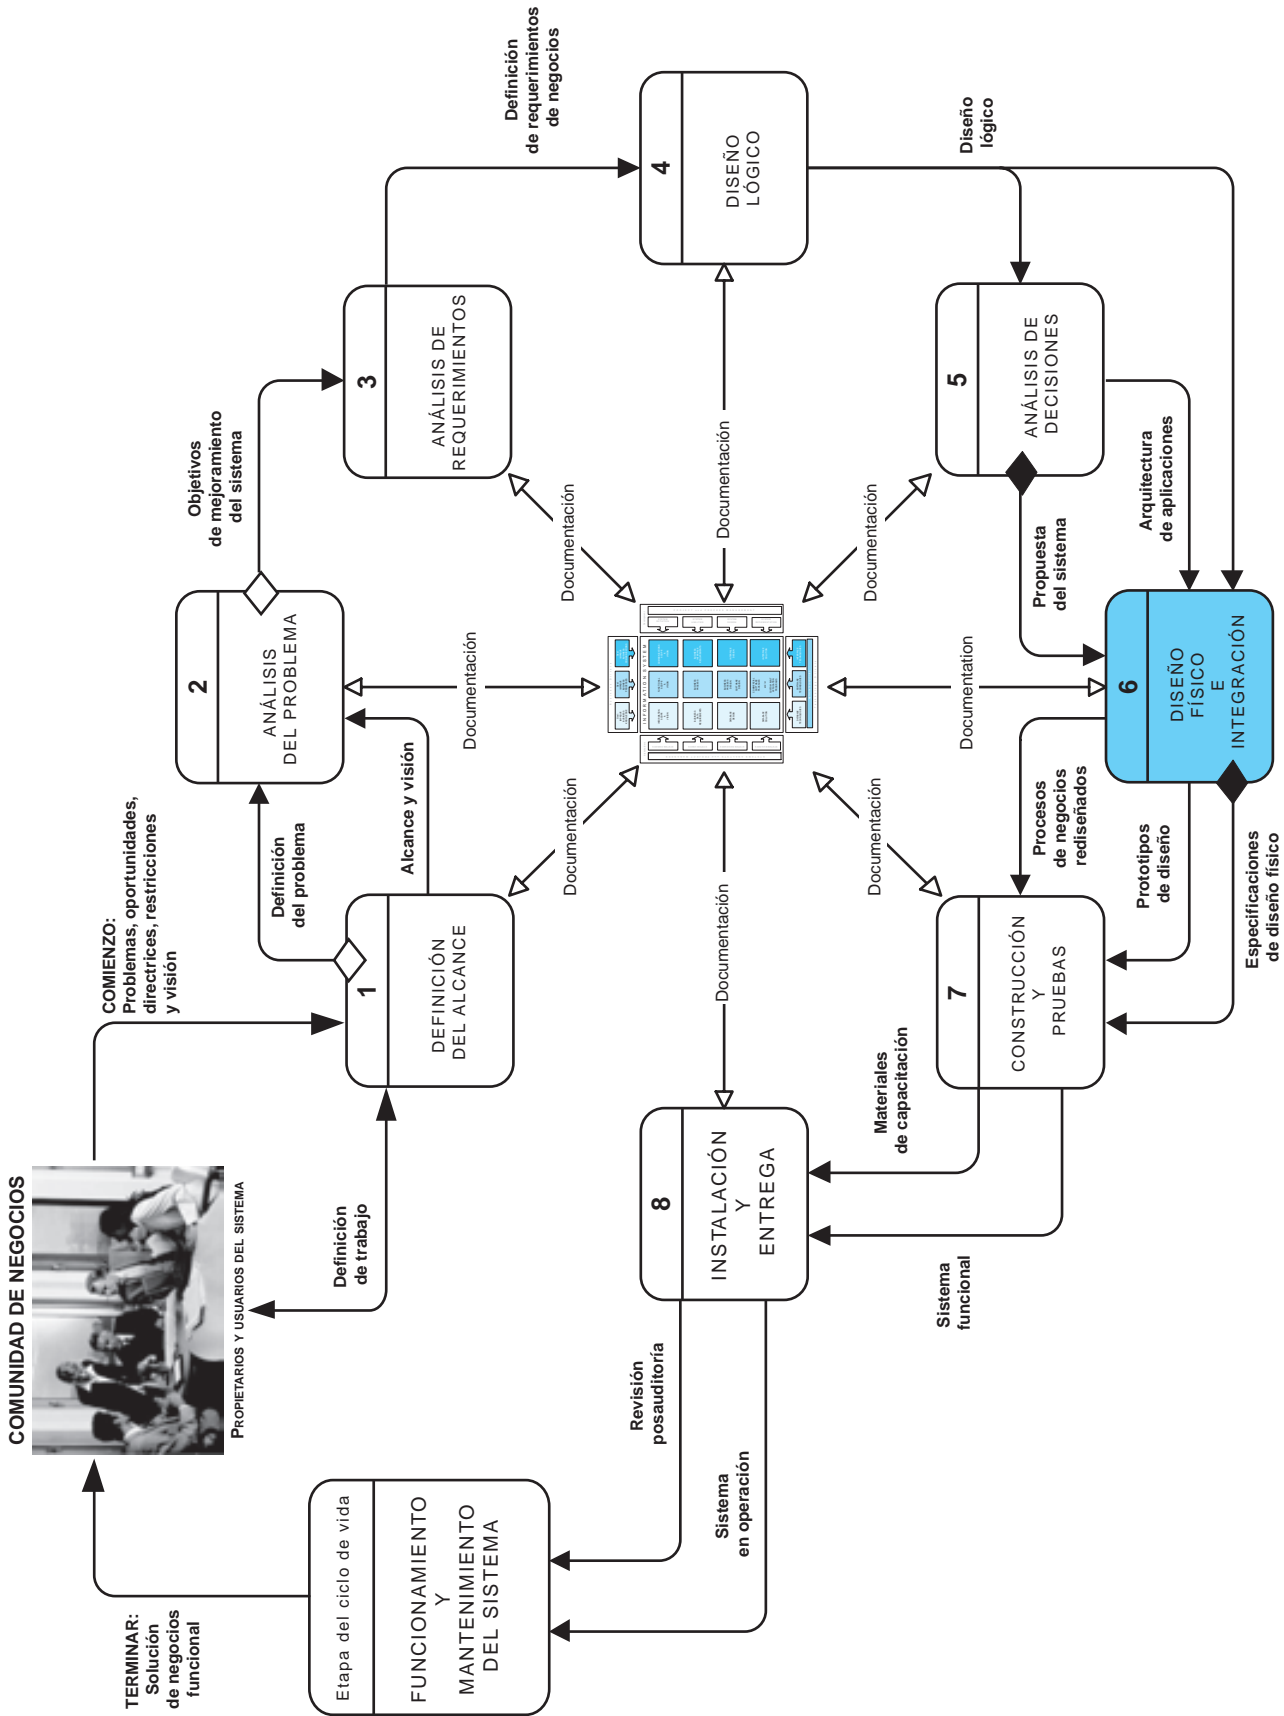 COMUNIDAD DE NEGOCIOS
PROPIETARIOS Y USUARIOS DEL SISTEMA
TERMINAR:
Solución
de negocios
funcional
COMIENZO:
Problemas, oportunidades,
directrices, restricciones
y visión
Definición
de trabajo
Etapa del ciclo de vida
FUNCIONAMIENTO
Y
MANTENIMIENTO
DEL SISTEMA
1
DEFINICIÓN
DEL ALCANCE
Definición
del problema
Alcance y visión
2
ANÁLISIS
DEL PROBLEMA
Objetivos
de mejoramiento
del sistema
3
ANÁLISIS DE
REQUERIMIENTOS
Definición
de requerimientos
de negocios
4
DISEÑO
LÓGICO
Diseño
lógico
5
ANÁLISIS DE
DECISIONES
Propuesta
del sistema
Arquitectura
de aplicaciones
6
DISEÑO
FÍSICO
E
INTEGRACIÓN
Procesos
de negocios
rediseñados
Prototipos
de diseño
Especificaciones
de diseño físico
7
CONSTRUCCIÓN
Y
PRUEBAS
Materiales
de capacitación
Sistema
funcional
8
INSTALACIÓN
Y
ENTREGA
Revisión
posauditoría
Sistema
en operación
Documentación
Documentación
Documentación
Documentación
Documentación
Documentation
Documentación
Documentación
INFORMATION SYSTEM